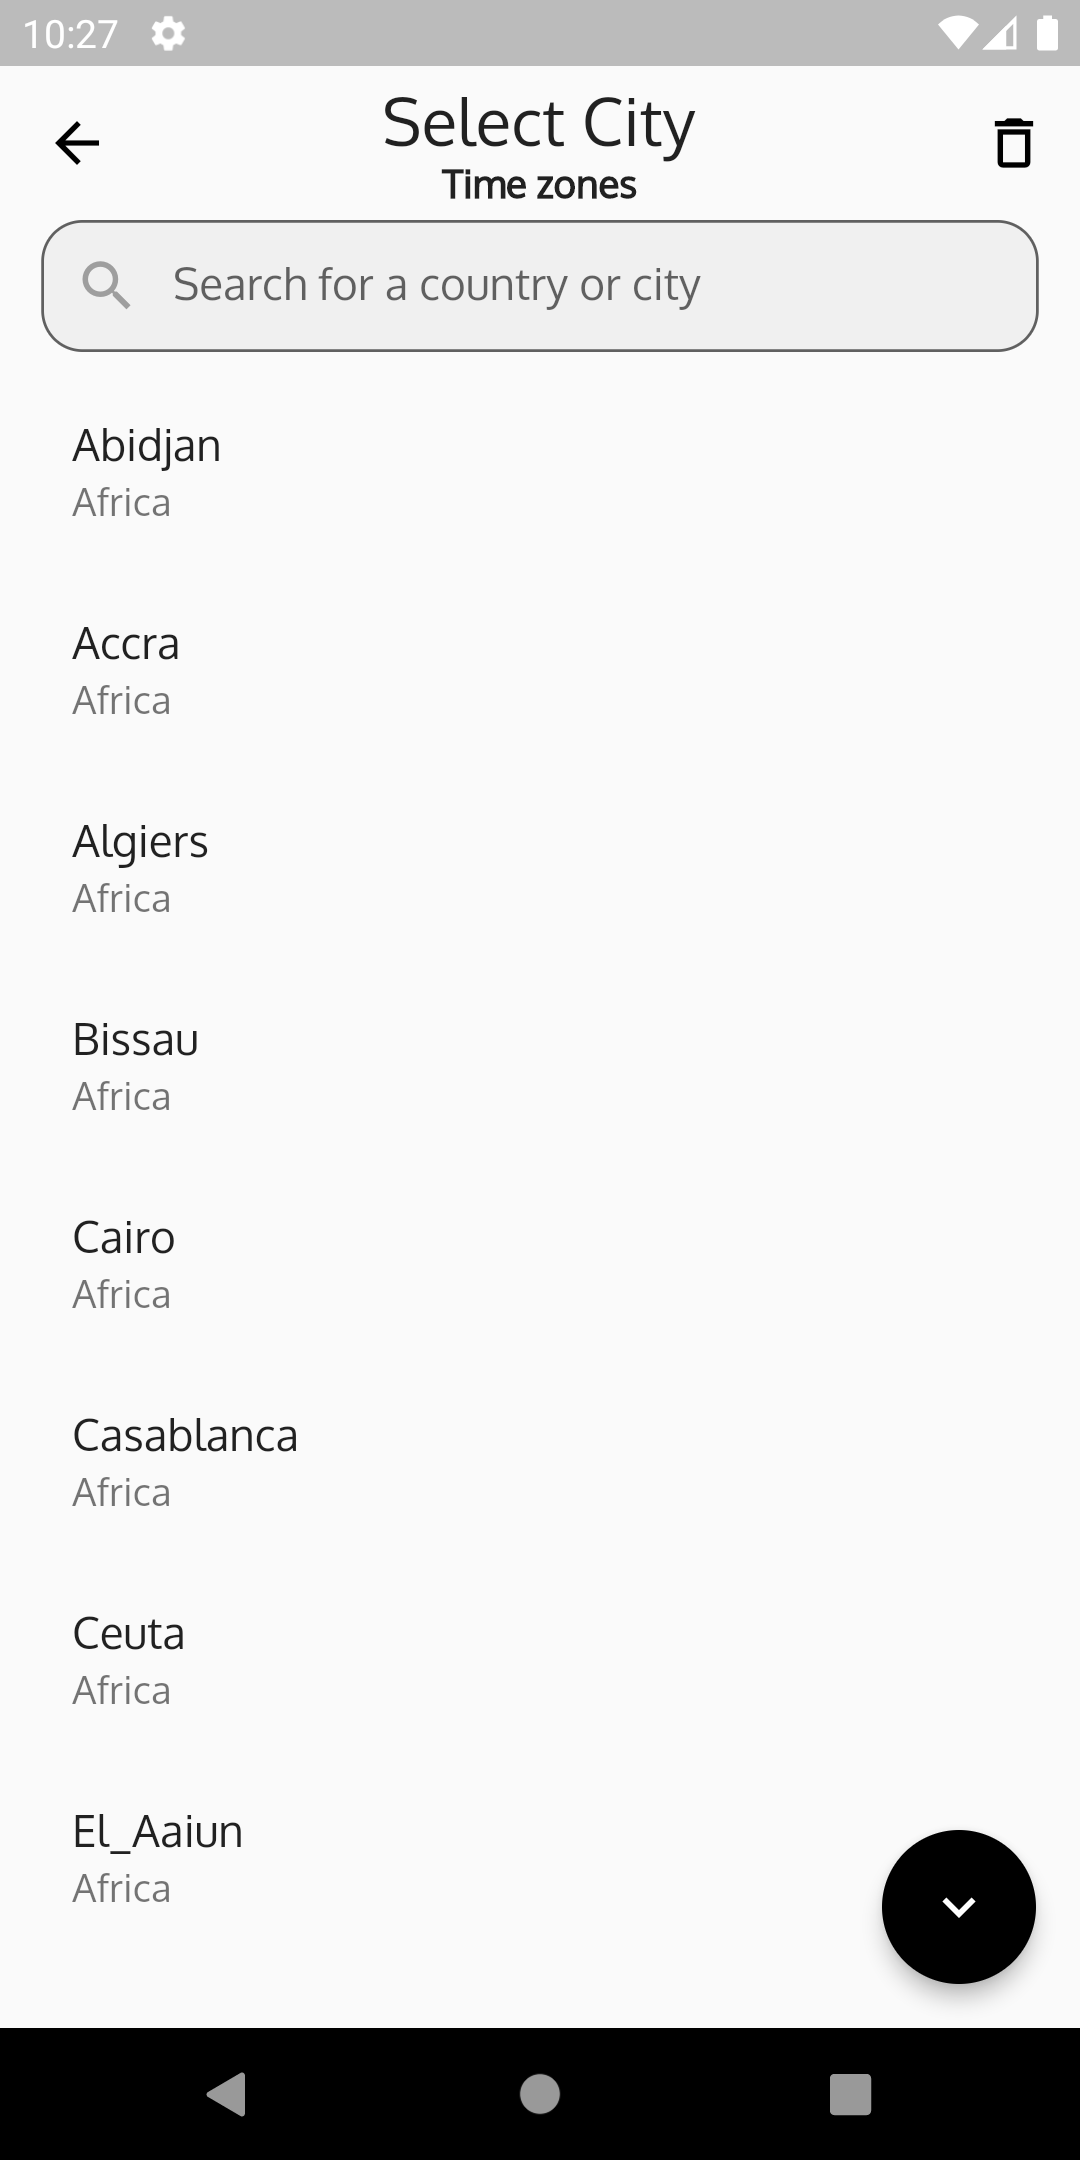 10:27
Select City
Time zones
Search for a country or city
Abidjan
Africa
Accra
Africa
Algiers
Africa
Bissau
Africa
Cairo
Africa
Casablanca
Africa
Ceuta
Africa
El_Aaiun
Africa